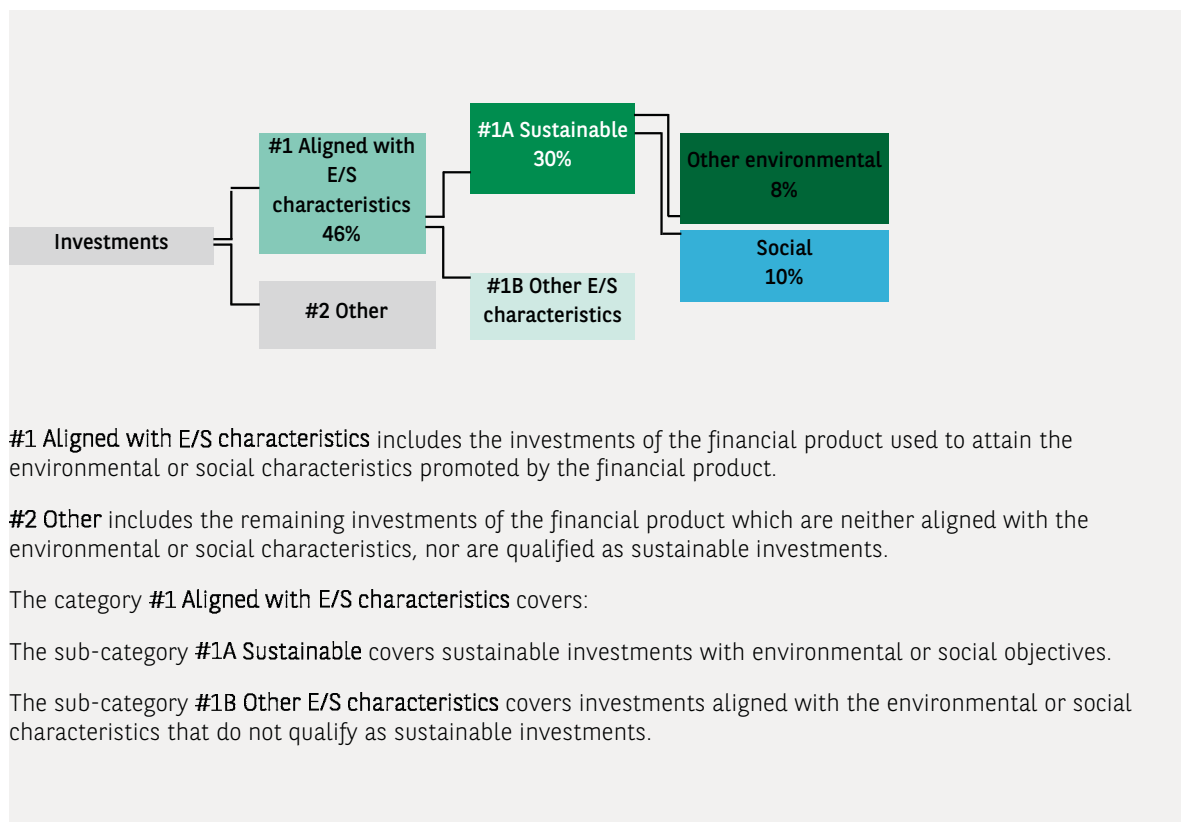 #1 Aligned with
E/S
characteristics
46%
#1A Sustainable
30%
Other environmental
8%
Investments
Social
10%
#2 Other
#1B Other E/S
characteristics
#1 Aligned with E/S characteristics includes the investments of the financial product used to attain the
environmental or social characteristics promoted by the financial product.
#2 Other includes the remaining investments of the financial product which are neither aligned with the
environmental or social characteristics, nor are qualified as sustainable investments.
The category #1 Aligned with E/S characteristics covers:
The sub-category #1A Sustainable covers sustainable investments with environmental or social objectives.
The sub-category #1B Other E/S characteristics covers investments aligned with the environmental or social
characteristics that do not qualify as sustainable investments.